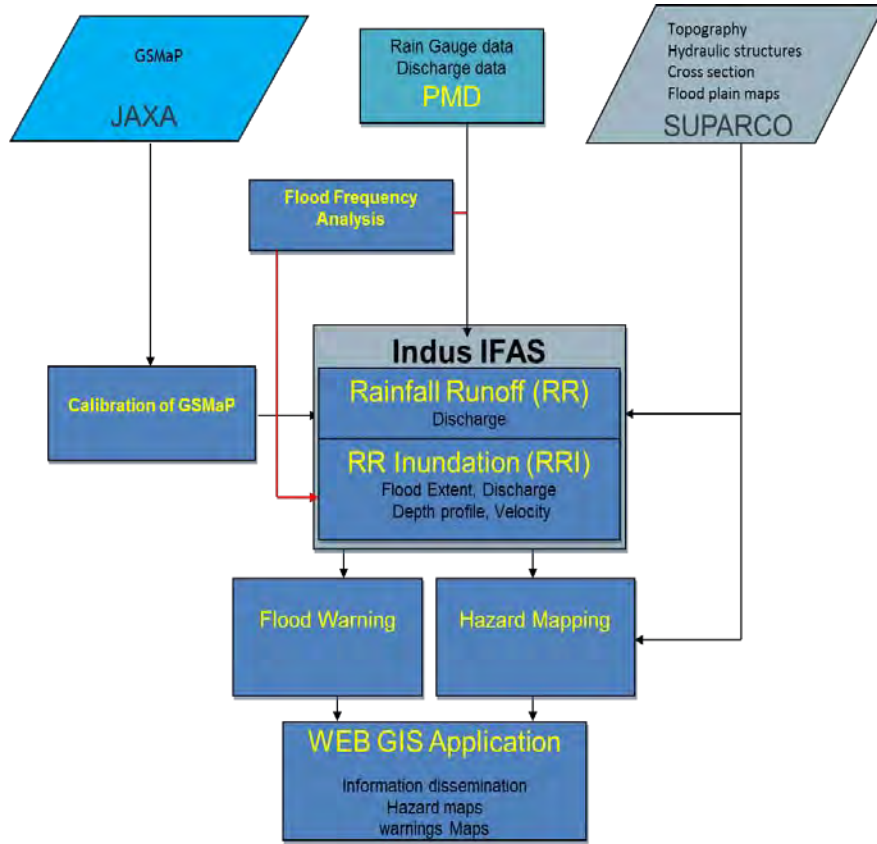 GSMaP
JAXA
Rain Gauge data
Discharge data
PMD
Topography
Hydraulic structures
Cross section
Flood plain maps
SUPARCO
Flood Frequency
Analysis
Calibration of GSMaP
Indus IFAS
Rainfall Runoff (RR)
Discharge
RR Inundation (RRI)
Flood Extent, Discharge
Depth profile, Velocity
Flood Warning
Hazard Mapping
WEB GIS Application
Information dissemination
Hazard maps
warnings Maps